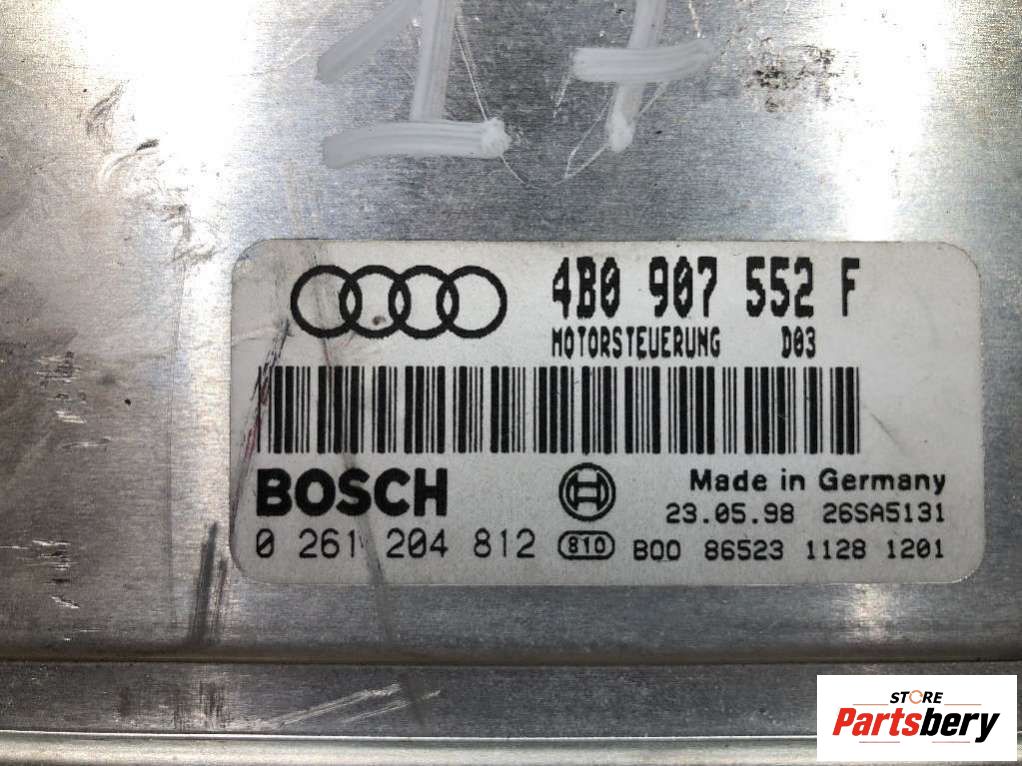 17
4B0 907 552 F
MOTORSTEUERUNG D03
BOSCH
Made in Germany
23.05.98 26SA5131
0 261 204 812 810 B00 86523 1128 1201
STORE
Partsbery